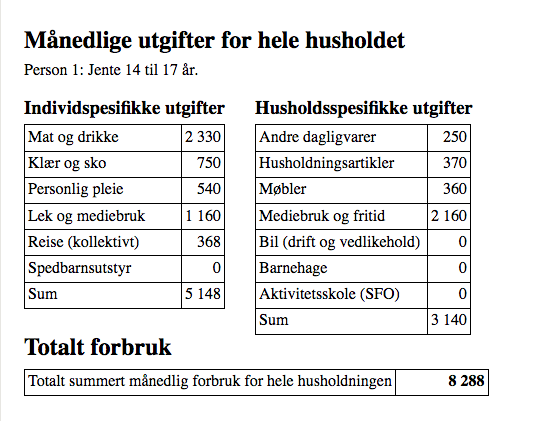 Månedlige utgifter for hele husholdet
Person 1: Jente 14 til 17 år.
Individspesifikke utgifter
Mat og drikke 2 330
Klær og sko 750
Personlig pleie 540
Lek og mediebruk 1 160
Reise (kollektivt) 368
Spedbarnsutstyr 0
Sum 5 148
Husholdsspesifikke utgifter
Andre dagligvarer 250
Husholdningsartikler 370
Møbler 360
Mediebruk og fritid 2 160
Bil (drift og vedlikehold) 0
Barnehage 0
Aktivitetsskole (SFO) 0
Sum 3 140
Totalt forbruk
Totalt summert månedlig forbruk for hele husholdningen 8 288